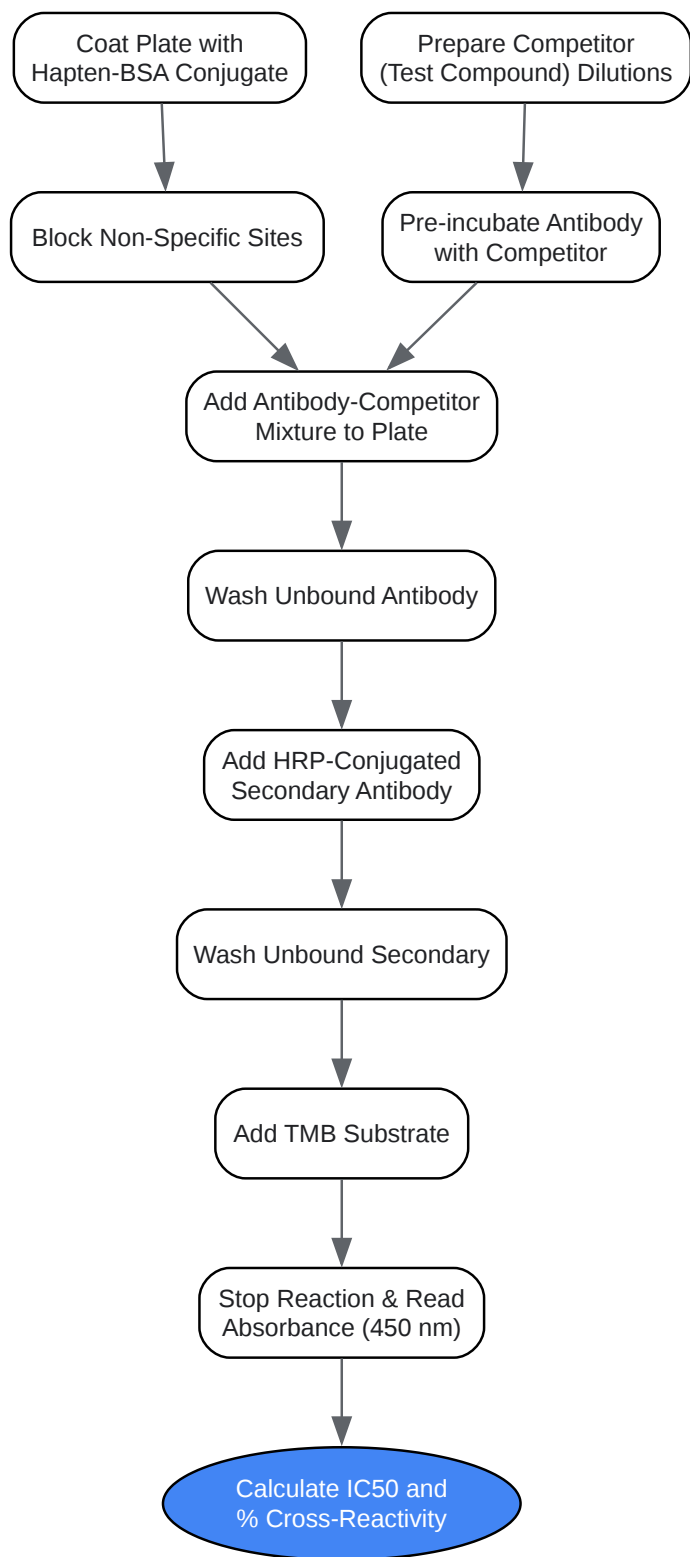 Coat Plate with
Hapten-BSA Conjugate
Prepare Competitor
(Test Compound) Dilutions
Block Non-Specific Sites
Pre-incubate Antibody
with Competitor
Add Antibody-Competitor
Mixture to Plate
Wash Unbound Antibody
Add HRP-Conjugated
Secondary Antibody
Wash Unbound Secondary
Add TMB Substrate
Stop Reaction & Read
Absorbance (450 nm)
Calculate IC50 and
% Cross-Reactivity